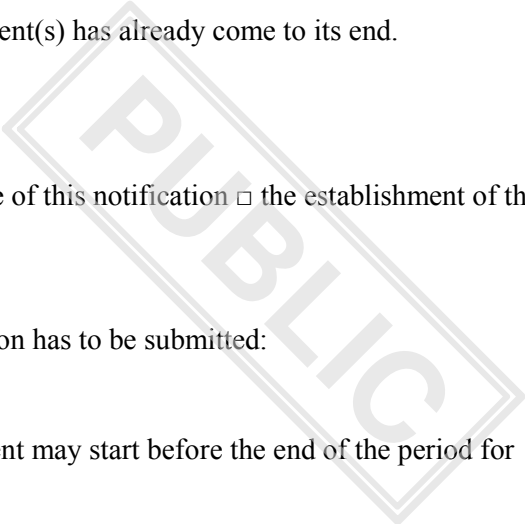 ent(s) has already come to its end.
e of this notification □ the establishment of th
on has to be submitted:
ent may start before the end of the period for
PUBLIC